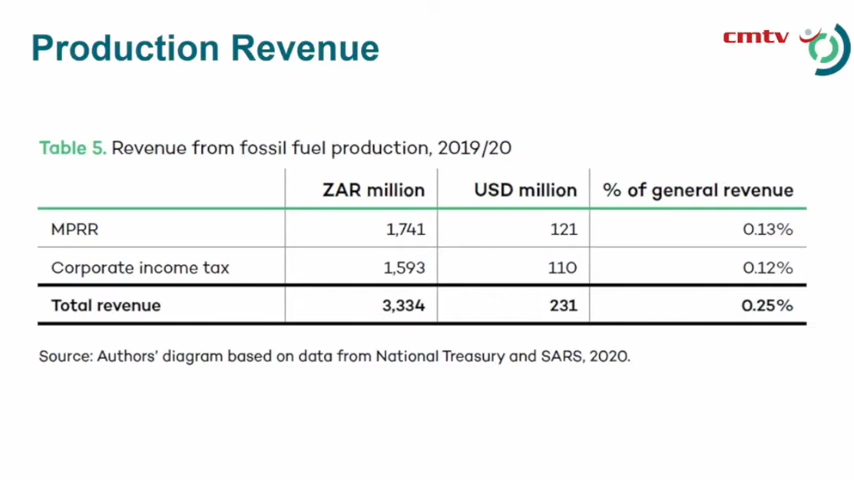 Production Revenue
cmtv
Table 5. Revenue from fossil fuel production, 2019/20
ZAR million USD million % of general revenue
MPRR 1,741 121 0.13%
Corporate income tax 1,593 110 0.12%
Total revenue 3,334 231 0.25%
Source: Authors' diagram based on data from National Treasury and SARS, 2020.